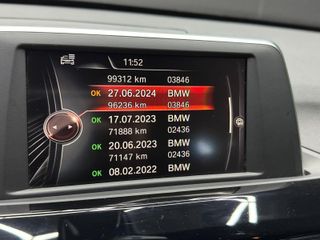 11:52
99312 km 03846
OK 27.06.2024 BMW
96236 km 03846
OK 17.07.2023 BMW
71888 km 02436
OK 20.06.2023 BMW
71147 km 02436
OK 08.02.2022 BMW